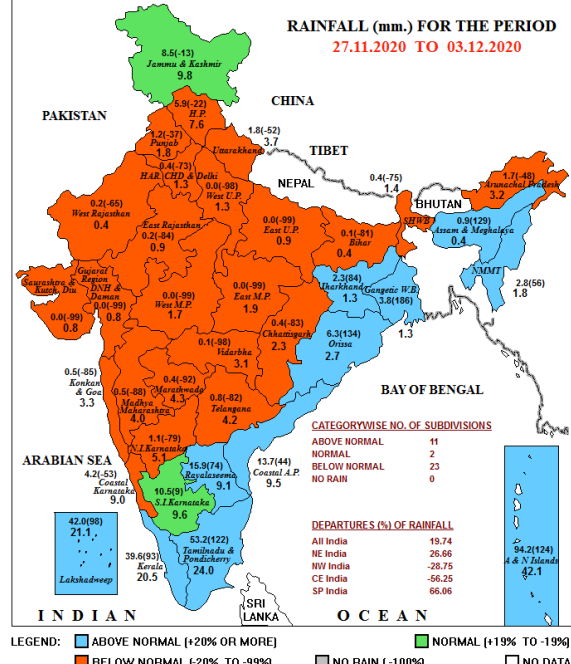 RAINFALL (mm.) FOR THE PERIOD
27.11.2020 TO 03.12.2020
8.5(-13)
Jammu & Kashmir
9.8
CHINA
5.9(-22)
H.P.
7.6
PAKISTAN
1.2(-37)
Punjab
1.8
1.8(-52)
Uttarakhand
3.7
TIBET
0.4(-73)
HAR. CHD & Delhi
1.3
0.0(-98)
West U.P.
1.3
NEPAL
0.4(-75)
1.4
SHWB
BHUTAN
1.7(-48)
Arunachal Pradesh
3.2
0.2(-65)
West Rajasthan
0.4
East Rajasthan
0.2(-84)
0.9
0.0(-99)
East U.P.
0.9
0.1(-81)
Bihar
0.4
0.9(129)
Assam & Meghalaya
0.4
NMMT
2.8(56)
1.8
Saurashtra &
Kutch, Diu
0.0(-99)
0.8
Gujarat
Region
DNH &
Daman
0.0(-99)
0.8
0.0(-99)
West M.P.
1.7
0.0(-99)
East M.P.
1.9
2.3(84)
Jharkhand
1.3
Gangetic W.B.
3.8(186)
1.3
0.4(-83)
Chhattisgarh
2.3
6.3(134)
Orissa
2.7
0.1(-98)
Vidarbha
3.1
0.5(-85)
Konkan
& Goa
3.3
0.5(-88)
Madhya
Maharashtra
4.0
0.4(-92)
Marathwada
4.3
0.8(-82)
Telangana
4.2
BAY OF BENGAL
1.1(-79)
N.I.Karnataka
5.1
ARABIAN SEA
4.2(-53)
Coastal
Karnataka
9.0
15.9(74)
Rayalaseema
9.1
13.7(44)
Coastal A.P.
9.5
10.5(9)
S.I.Karnataka
9.6
42.0(98)
21.1
Lakshadweep
39.6(93)
Kerala
20.5
53.2(122)
Tamilnadu &
Pondicherry
24.0
94.2(124)
A & N Islands
42.1
CATEGORYWISE NO. OF SUBDIVISIONS
ABOVE NORMAL 11
NORMAL 2
BELOW NORMAL 23
NO RAIN 0
DEPARTURES (%) OF RAINFALL
All India 19.74
NE India 26.66
NW India -28.75
CE India -56.25
SP India 66.06
SRI
LANKA
INDIAN OCEAN
LEGEND: ABOVE NORMAL (+20% OR MORE) NORMAL (+19% TO -19%)
BELOW NORMAL (-20% TO -99%) NO RAIN (-100%) NO DATA